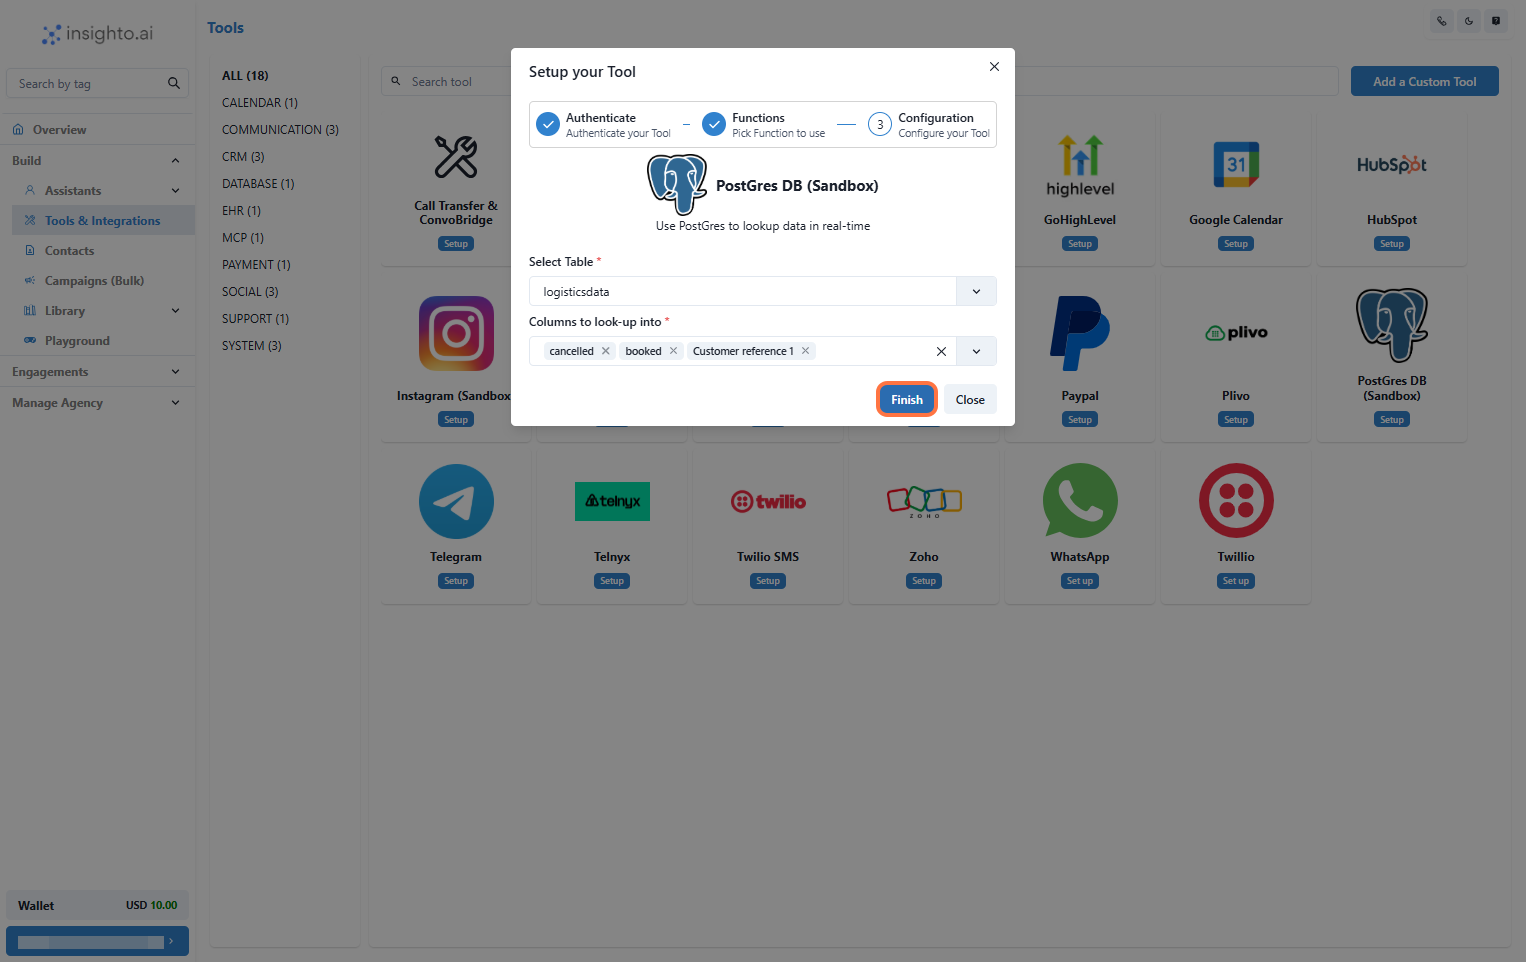 insighto.ai
Search by tag
Overview
Build
Assistants
Tools & Integrations
Contacts
Campaigns (Bulk)
Library
Playground
Engagements
Manage Agency
Wallet
USD 10.00
Tools
ALL (18)
CALENDAR (1)
COMMUNICATION (3)
CRM (3)
DATABASE (1)
EHR (1)
MCP (1)
PAYMENT (1)
SOCIAL (3)
SUPPORT (1)
SYSTEM (3)
Search tool
Add a Custom Tool
Setup your Tool
Authenticate
Authenticate your Tool
Functions
Pick Function to use
3
Configuration
Configure your Tool
PostGres DB (Sandbox)
Use PostGres to lookup data in real-time
Select Table *
logisticsdata
Columns to look-up into *
cancelled
booked
Customer reference 1
Finish
Close
Call Transfer &
ConvoBridge
Setup
highlevel
GoHighLevel
Setup
31
Google Calendar
Setup
HubSpot
HubSpot
Setup
Instagram (Sandbox
Setup
Paypal
Setup
plivo
Plivo
Setup
PostGres DB
(Sandbox)
Setup
Telegram
Setup
telnyx
Telnyx
Setup
twilio
Twilio SMS
Setup
ZOHO
Zoho
Setup
WhatsApp
Set up
Twillio
Set up